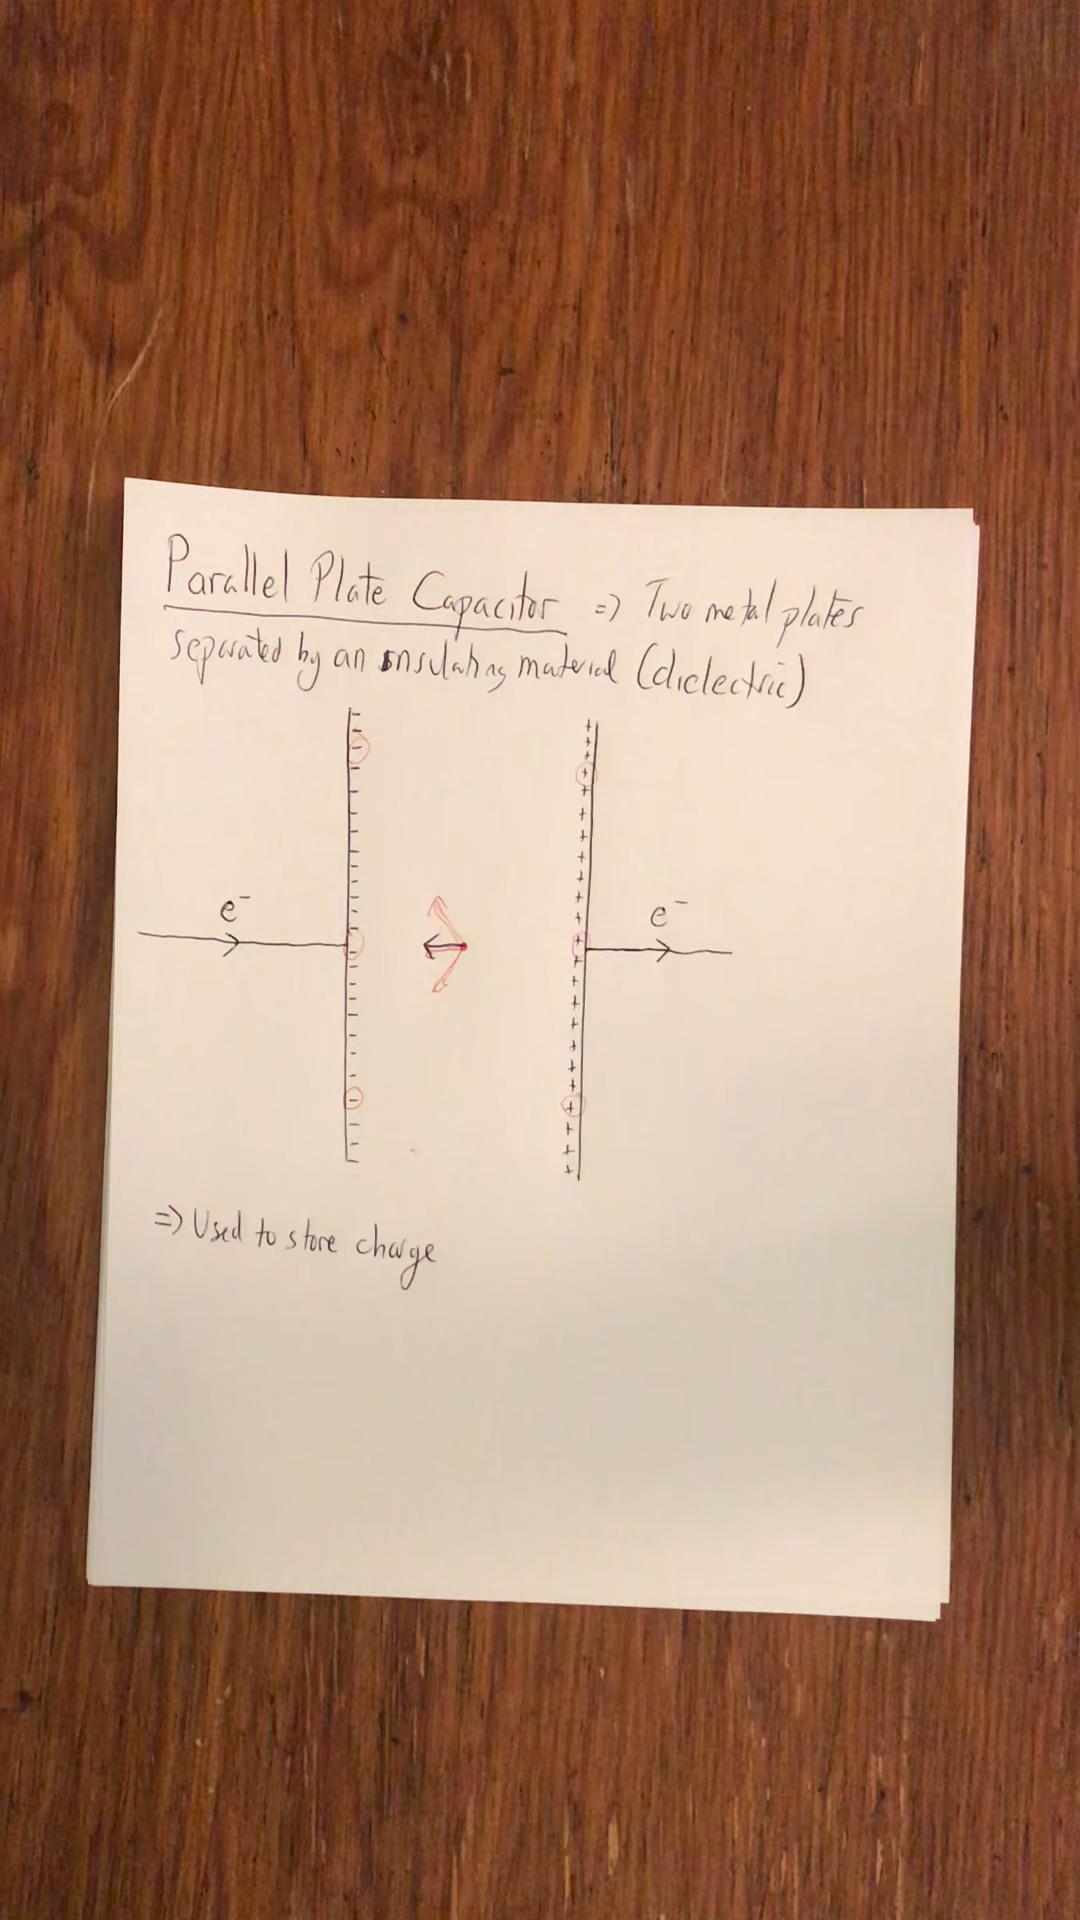 Parallel Plate Capacitor => Two metal plates
separated by an insulating material (dielectric)
e⁻ e⁻
=> Used to store charge